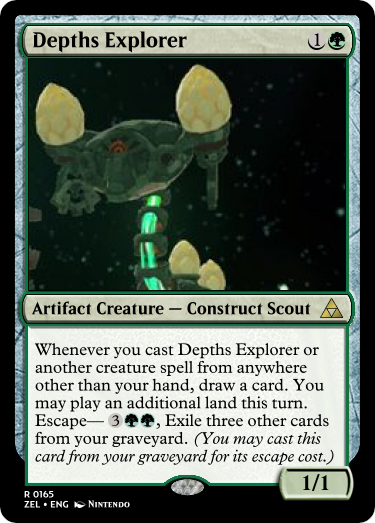 Depths Explorer 1
Artifact Creature — Construct Scout
Whenever you cast Depths Explorer or
another creature spell from anywhere
other than your hand, draw a card. You
may play an additional land this turn.
Escape— 3, Exile three other cards
from your graveyard. (You may cast this
card from your graveyard for its escape cost.)
1/1
R 0165
ZEL • ENG Nintendo